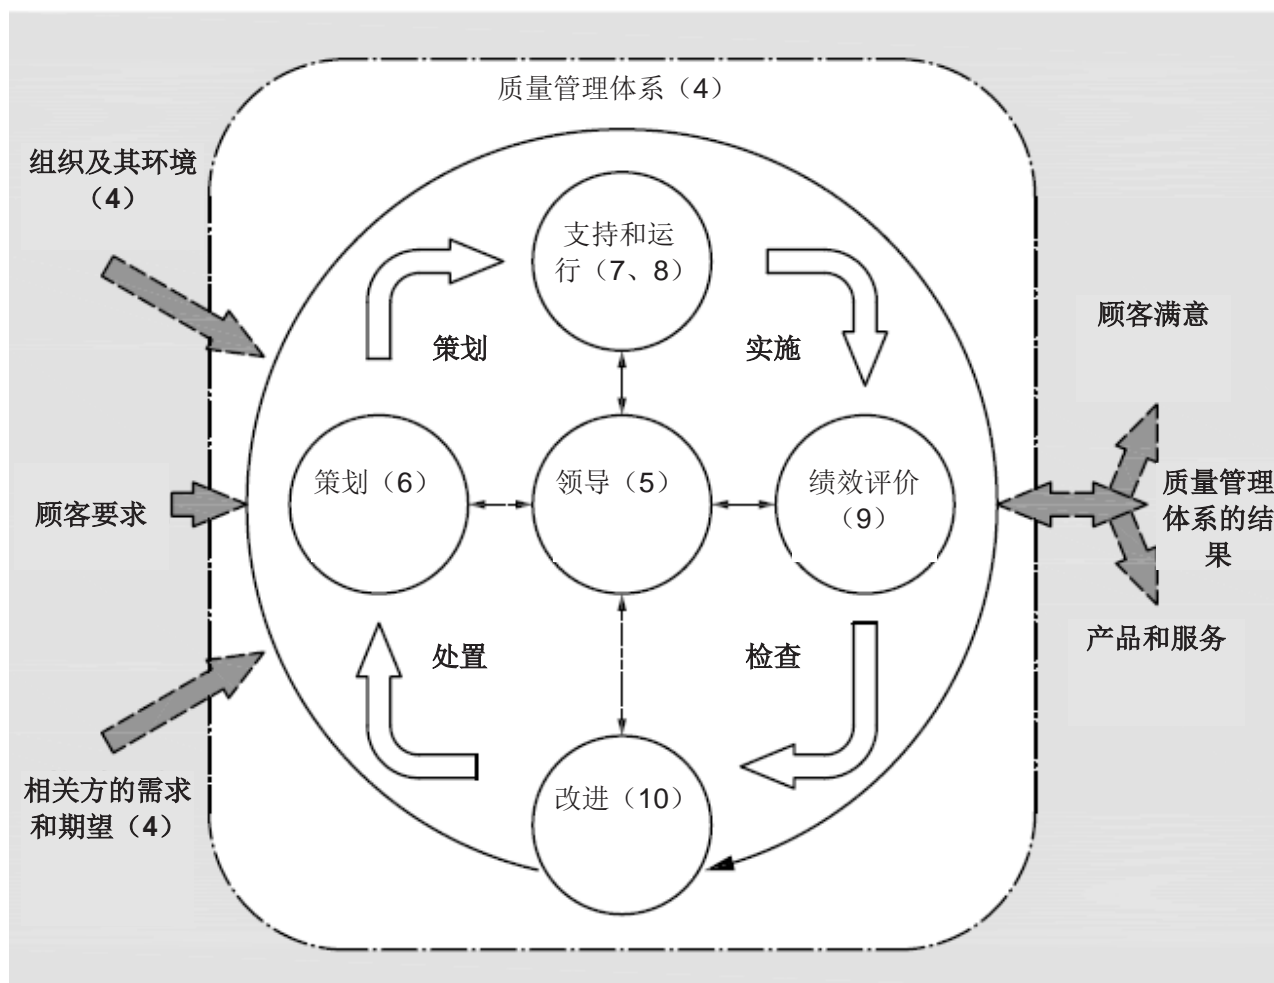 质量管理体系（4）
组织及其环境
（4）
支持和运
行（7、8）
顾客满意
策划
实施
策划（6）
领导（5）
绩效评价
（9）
顾客要求
质量管理
体系的结
果
产品和服务
处置
检查
相关方的需求
和期望（4）
改进（10）